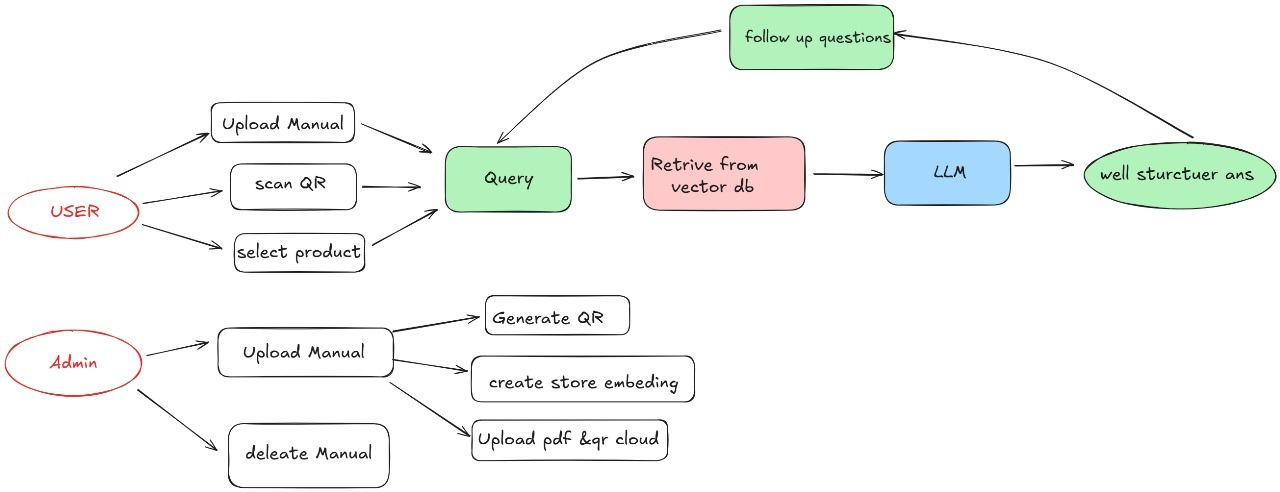 follow up questions
Upload Manual
scan QR
select product
USER
Query
Retrive from
vector db
LLM
well sturctuer ans
Admin
Upload Manual
deleate Manual
Generate QR
create store embeding
Upload pdf &qr cloud